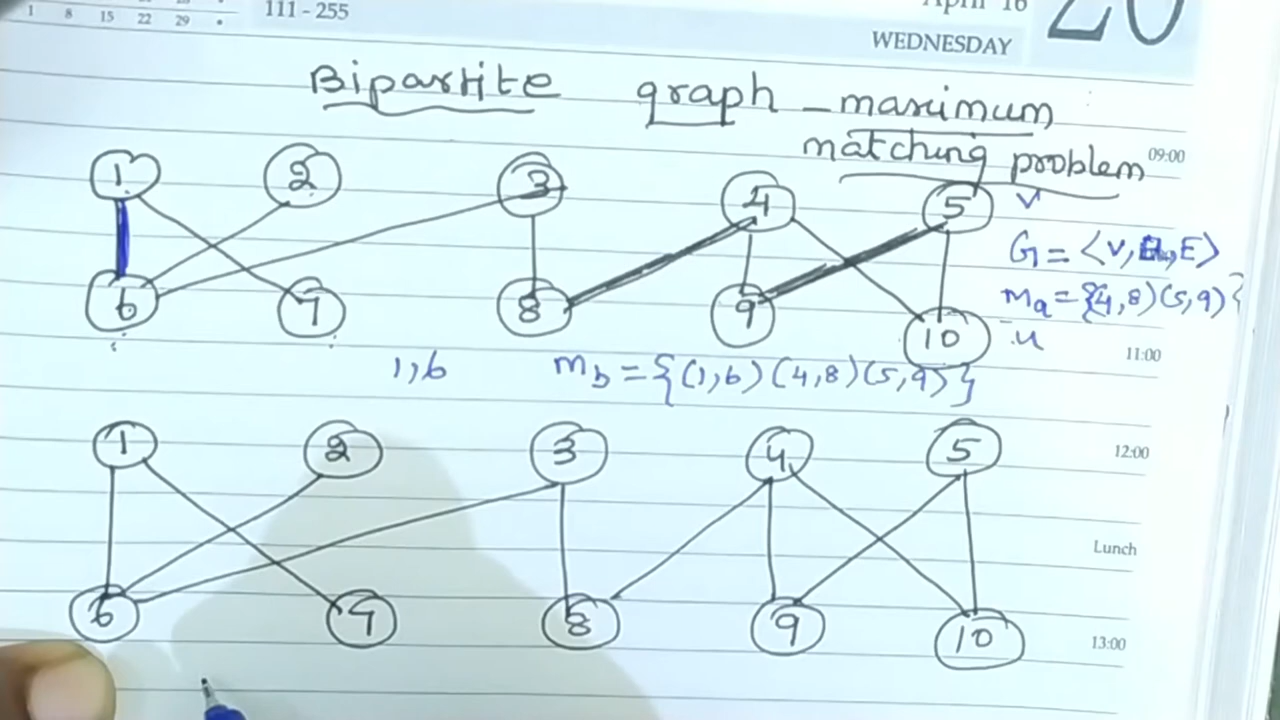 1 8 15 22 29
111 - 255
April 16
20
WEDNESDAY
Bipartite graph - maximum
matching problem
09:00
1 2 3 4 5 V
G = <V, E>
6 7 8 9 10 u
ma = {(4,8) (5,9)}
11:00
1,6
mb = {(1,6) (4,8) (5,9)}
1 2 3 4 5
12:00
Lunch
6 7 8 9 10
13:00